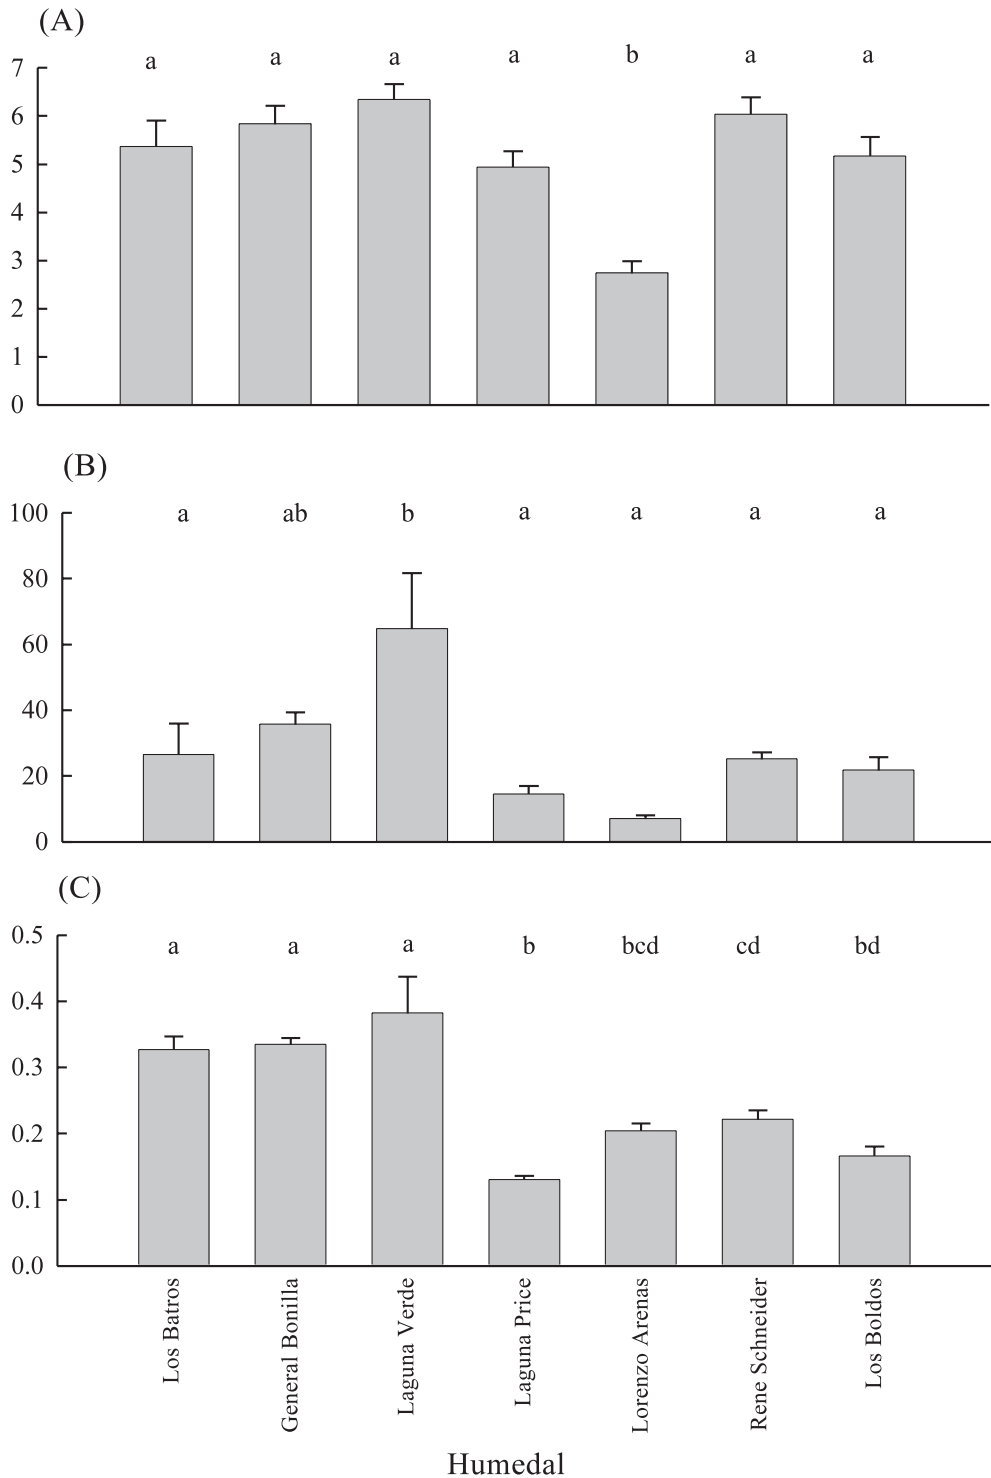 (A)
a a a a b a a
7
6
5
4
3
2
1
0
(B)
a ab b a a a a
100
80
60
40
20
0
(C)
a a a b bcd cd bd
0.5
0.4
0.3
0.2
0.1
0.0
Los Batros
General Bonilla
Laguna Verde
Laguna Price
Lorenzo Arenas
Rene Schneider
Los Boldos
Humedal